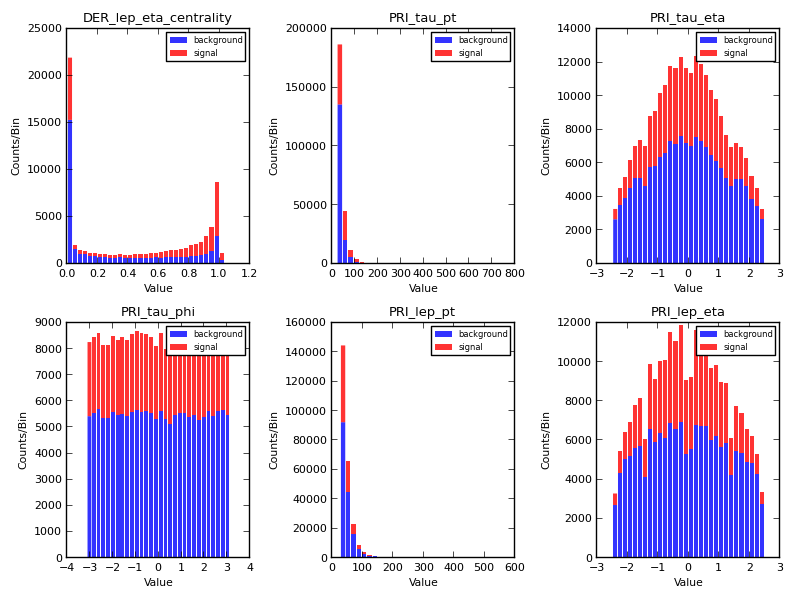 DER_lep_eta_centrality
25000
20000
15000
10000
5000
0
0.0 0.2 0.4 0.6 0.8 1.0 1.2
Counts/Bin
Value
background
signal
PRI_tau_pt
200000
150000
100000
50000
0
0 100 200 300 400 500 600 700 800
Counts/Bin
Value
background
signal
PRI_tau_eta
14000
12000
10000
8000
6000
4000
2000
0
−3 −2 −1 0 1 2 3
Counts/Bin
Value
background
signal
PRI_tau_phi
9000
8000
7000
6000
5000
4000
3000
2000
1000
0
−4 −3 −2 −1 0 1 2 3 4
Counts/Bin
Value
background
signal
PRI_lep_pt
160000
140000
120000
100000
80000
60000
40000
20000
0
0 100 200 300 400 500 600
Counts/Bin
Value
background
signal
PRI_lep_eta
12000
10000
8000
6000
4000
2000
0
−3 −2 −1 0 1 2 3
Counts/Bin
Value
background
signal